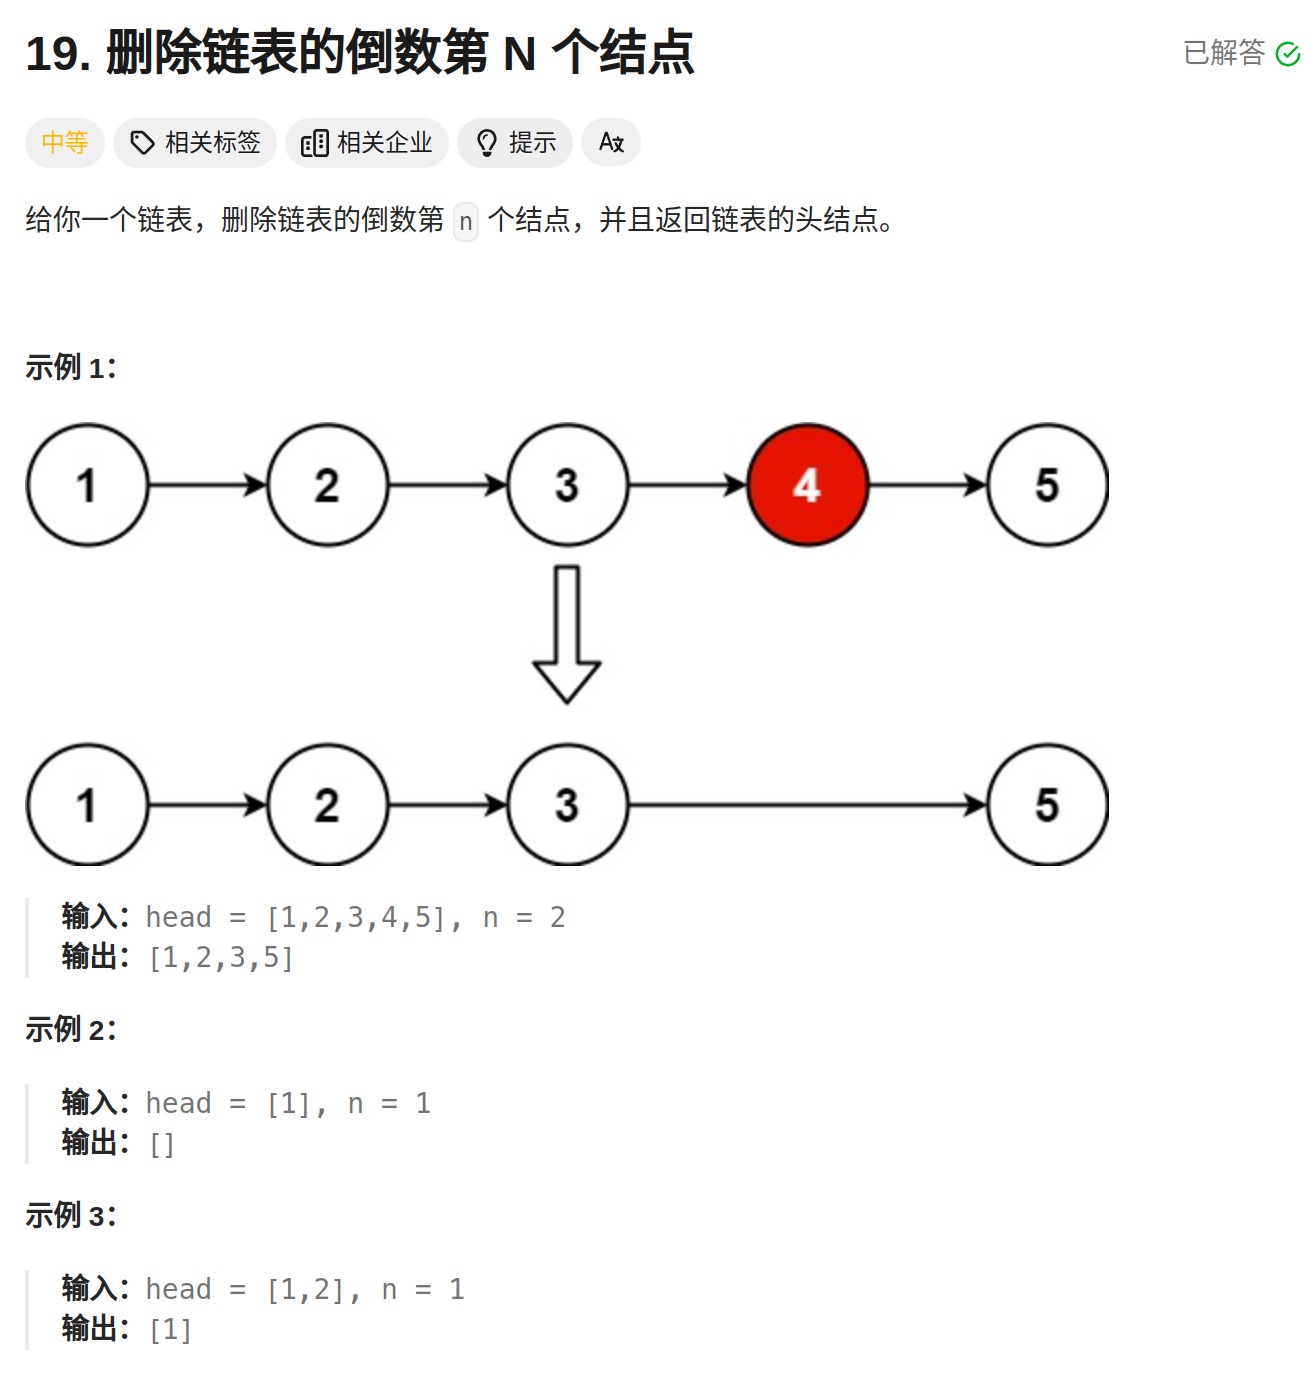 19. 删除链表的倒数第 N 个结点
已解答
中等 相关标签 相关企业 提示 A文
给你一个链表，删除链表的倒数第 n 个结点，并且返回链表的头结点。
示例 1：
1 2 3 4 5
1 2 3 5
输入：head = [1,2,3,4,5], n = 2
输出：[1,2,3,5]
示例 2：
输入：head = [1], n = 1
输出：[]
示例 3：
输入：head = [1,2], n = 1
输出：[1]